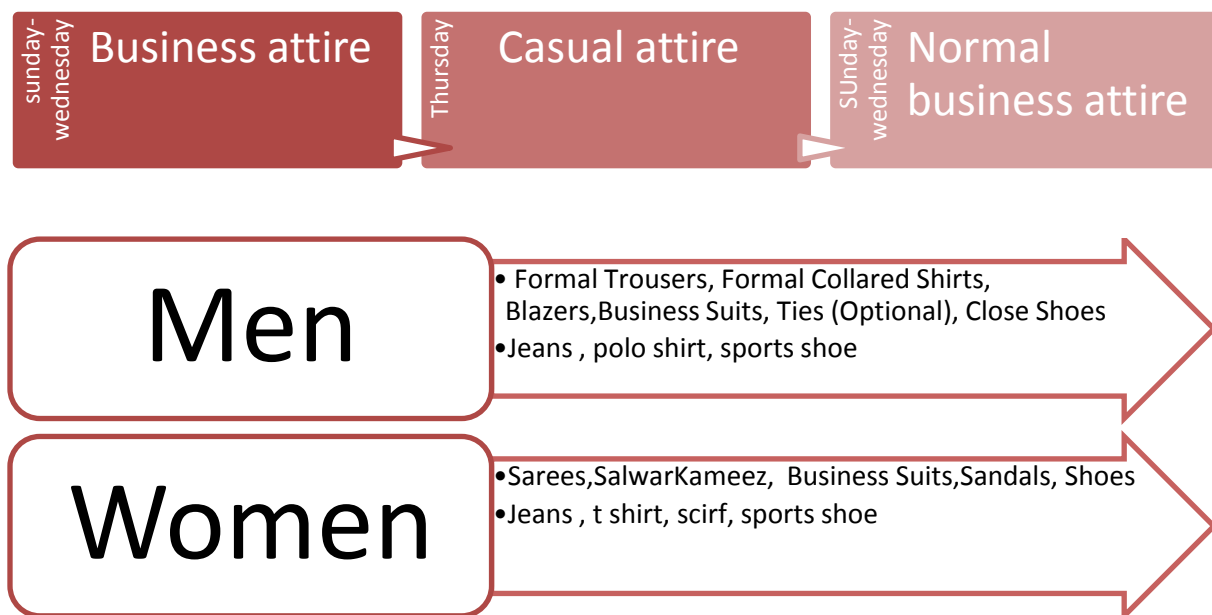 sunday-
wednesday
Business attire
Thursday
Casual attire
SUnday-
wednesday
Normal
business attire
Men
• Formal Trousers, Formal Collared Shirts,
Blazers,Business Suits, Ties (Optional), Close Shoes
•Jeans , polo shirt, sports shoe
Women
•Sarees,SalwarKameez, Business Suits,Sandals, Shoes
•Jeans , t shirt, scirf, sports shoe